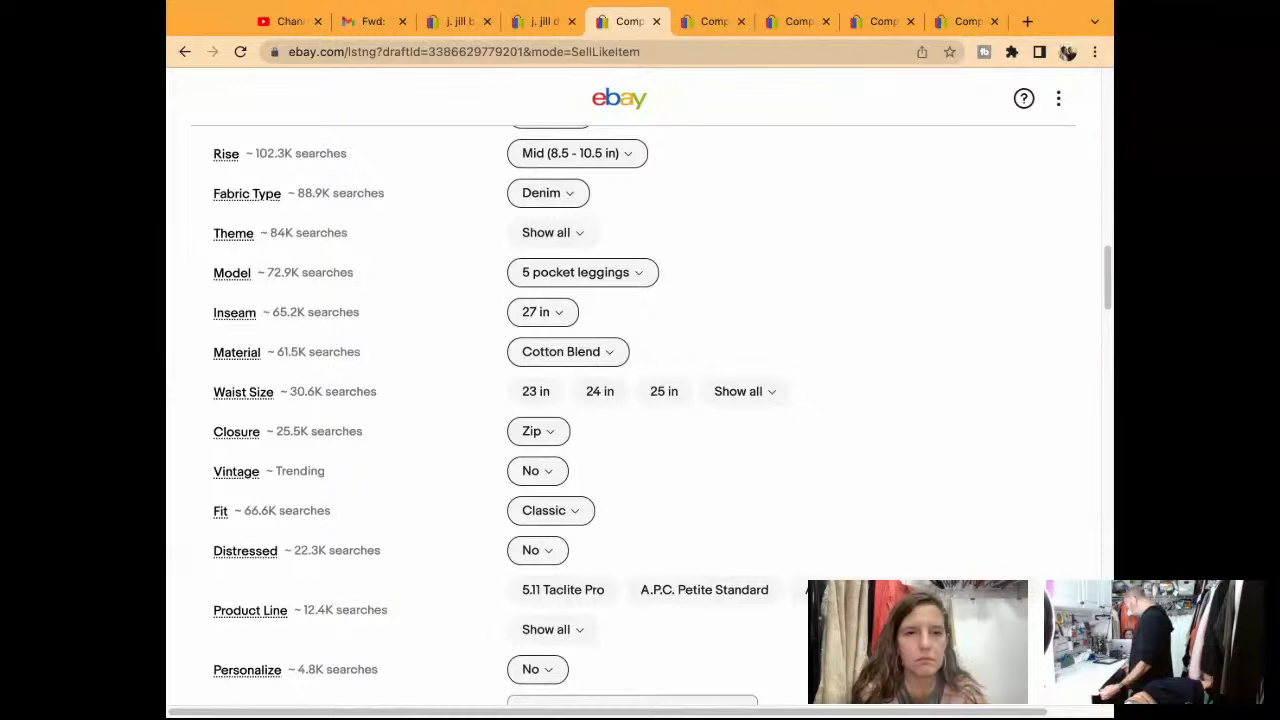 Chann
Fwd:
j. jill b
j. jill d
Comp
Comp
Comp
Comp
Comp
ebay.com/lstng?draftId=3386629779201&mode=SellLikeItem
ebay
Rise ~ 102.3K searches Mid (8.5 - 10.5 in)
Fabric Type ~ 88.9K searches Denim
Theme ~ 84K searches Show all
Model ~ 72.9K searches 5 pocket leggings
Inseam ~ 65.2K searches 27 in
Material ~ 61.5K searches Cotton Blend
Waist Size ~ 30.6K searches 23 in 24 in 25 in Show all
Closure ~ 25.5K searches Zip
Vintage ~ Trending No
Fit ~ 66.6K searches Classic
Distressed ~ 22.3K searches No
5.11 Taclite Pro A.P.C. Petite Standard
Product Line ~ 12.4K searches
Show all
Personalize ~ 4.8K searches No